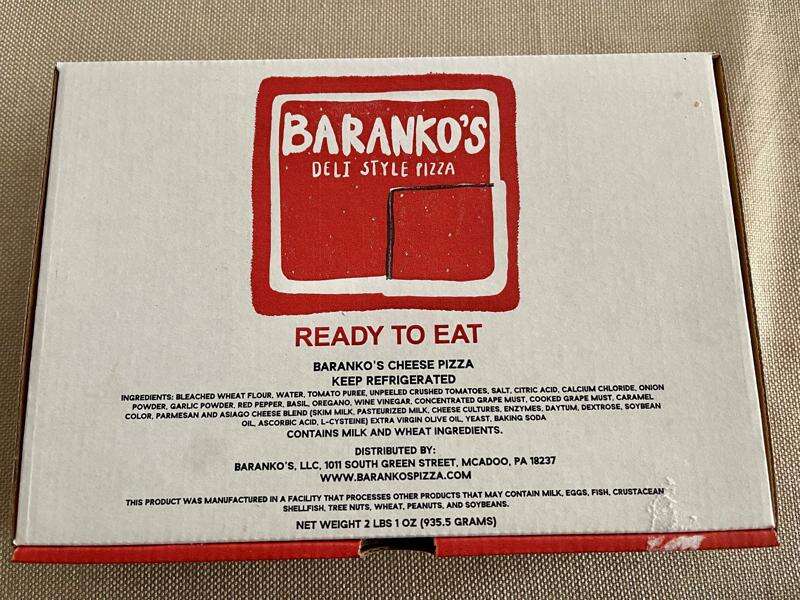 BARANKO'S
DELI STYLE PIZZA
READY TO EAT
BARANKO'S CHEESE PIZZA
KEEP REFRIGERATED
INGREDIENTS: BLEACHED WHEAT FLOUR, WATER, TOMATO PUREE, UNPEELED CRUSHED TOMATOES, SALT, CITRIC ACID, CALCIUM CHLORIDE, ONION
POWDER, GARLIC POWDER, RED PEPPER, BASIL, OREGANO, WINE VINEGAR, CONCENTRATED GRAPE MUST, COOKED GRAPE MUST, CARAMEL
COLOR, PARMESAN AND ASIAGO CHEESE BLEND (SKIM MILK, PASTEURIZED MILK, CHEESE CULTURES, ENZYMES, DAYTUM, DEXTROSE, SOYBEAN
OIL, ASCORBIC ACID, L-CYSTEINE) EXTRA VIRGIN OLIVE OIL, YEAST, BAKING SODA
CONTAINS MILK AND WHEAT INGREDIENTS.
DISTRIBUTED BY:
BARANKO'S, LLC, 1011 SOUTH GREEN STREET, MCADOO, PA 18237
WWW.BARANKOSPIZZA.COM
THIS PRODUCT WAS MANUFACTURED IN A FACILITY THAT PROCESSES OTHER PRODUCTS THAT MAY CONTAIN MILK, EGGS, FISH, CRUSTACEAN
SHELLFISH, TREE NUTS, WHEAT, PEANUTS, AND SOYBEANS.
NET WEIGHT 2 LBS 1 OZ (935.5 GRAMS)